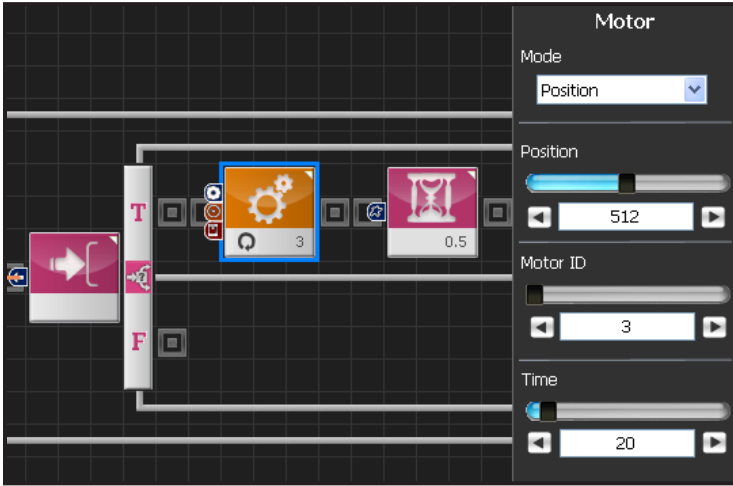 Motor
Mode
Position
Position
512
Motor ID
3
Time
20
T
3
0.5
?
F